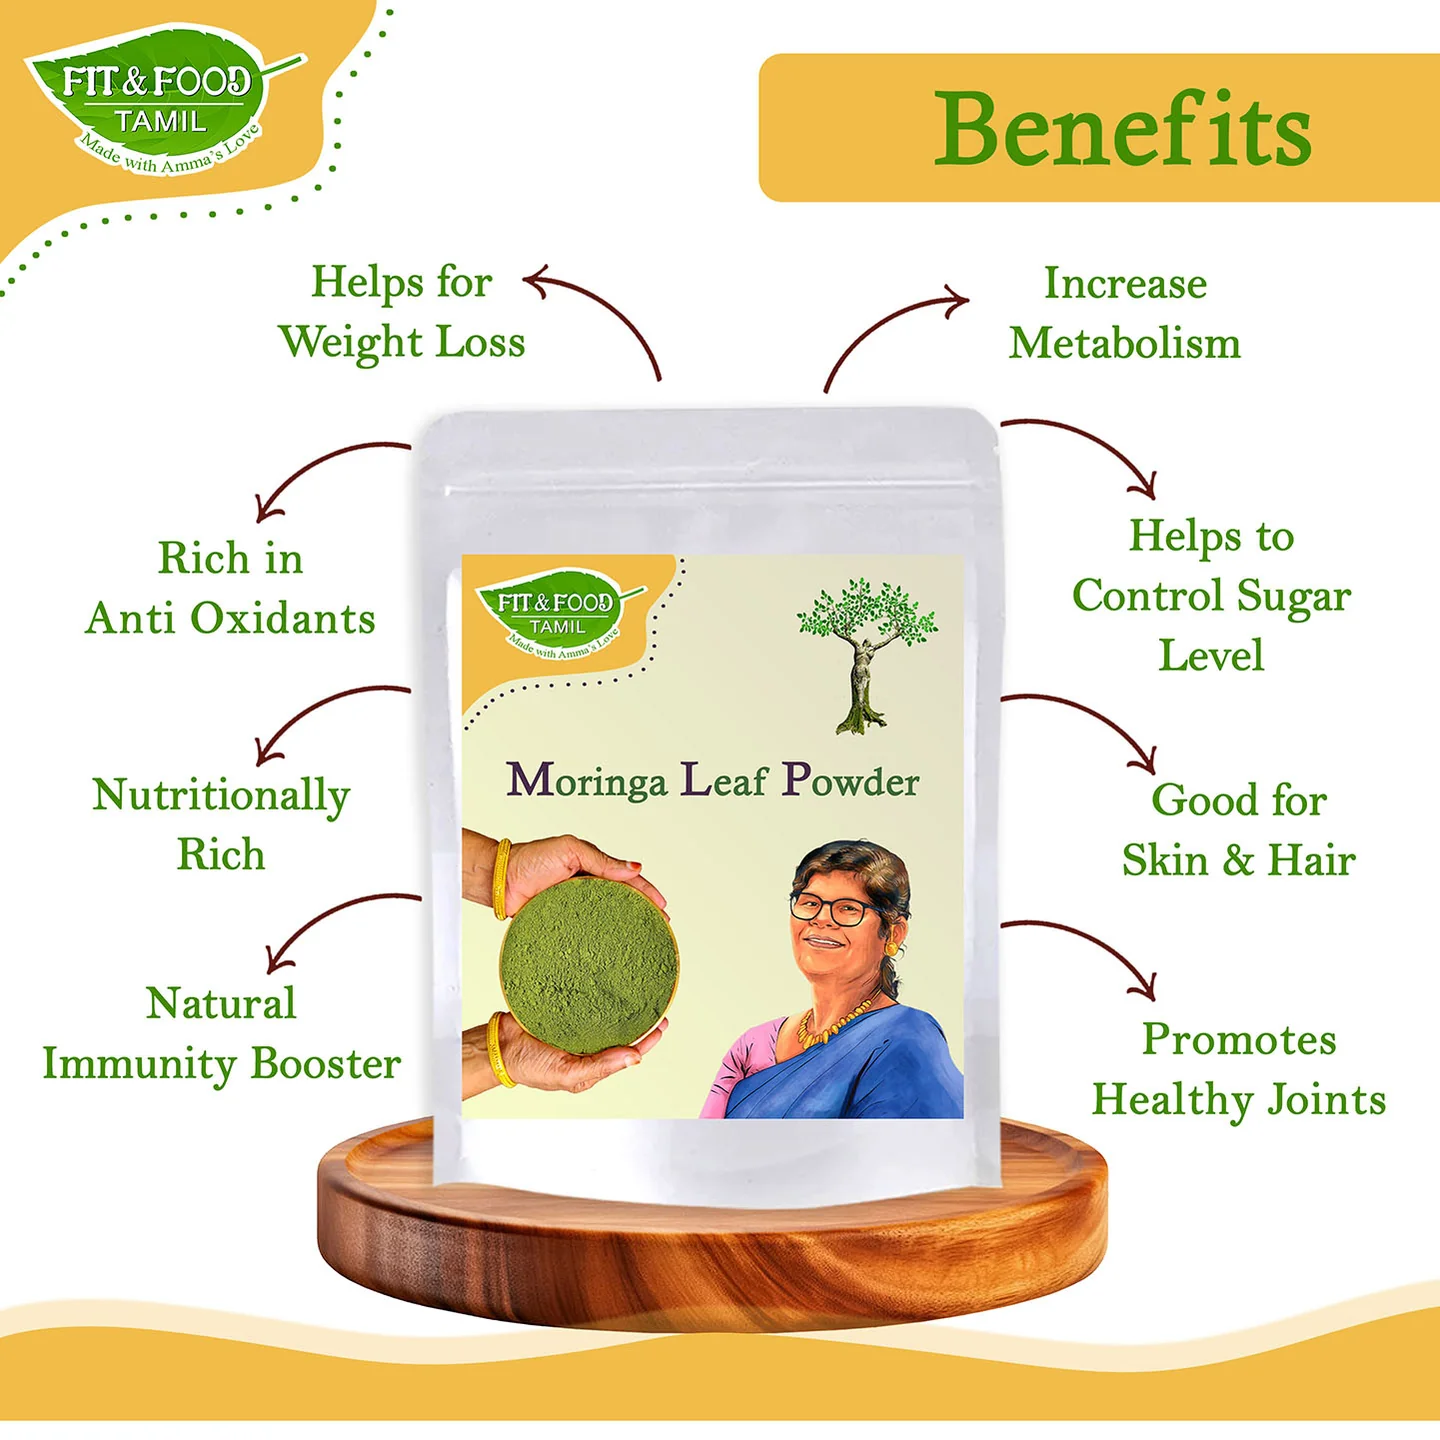 FIT & FOOD
TAMIL
Made with Amma's Love
Benefits
Helps for
Weight Loss
Increase
Metabolism
Rich in
Anti Oxidants
Helps to
Control Sugar
Level
Nutritionally
Rich
Good for
Skin & Hair
Natural
Immunity Booster
Promotes
Healthy Joints
FIT & FOOD
TAMIL
Made with Amma's Love
Moringa Leaf Powder